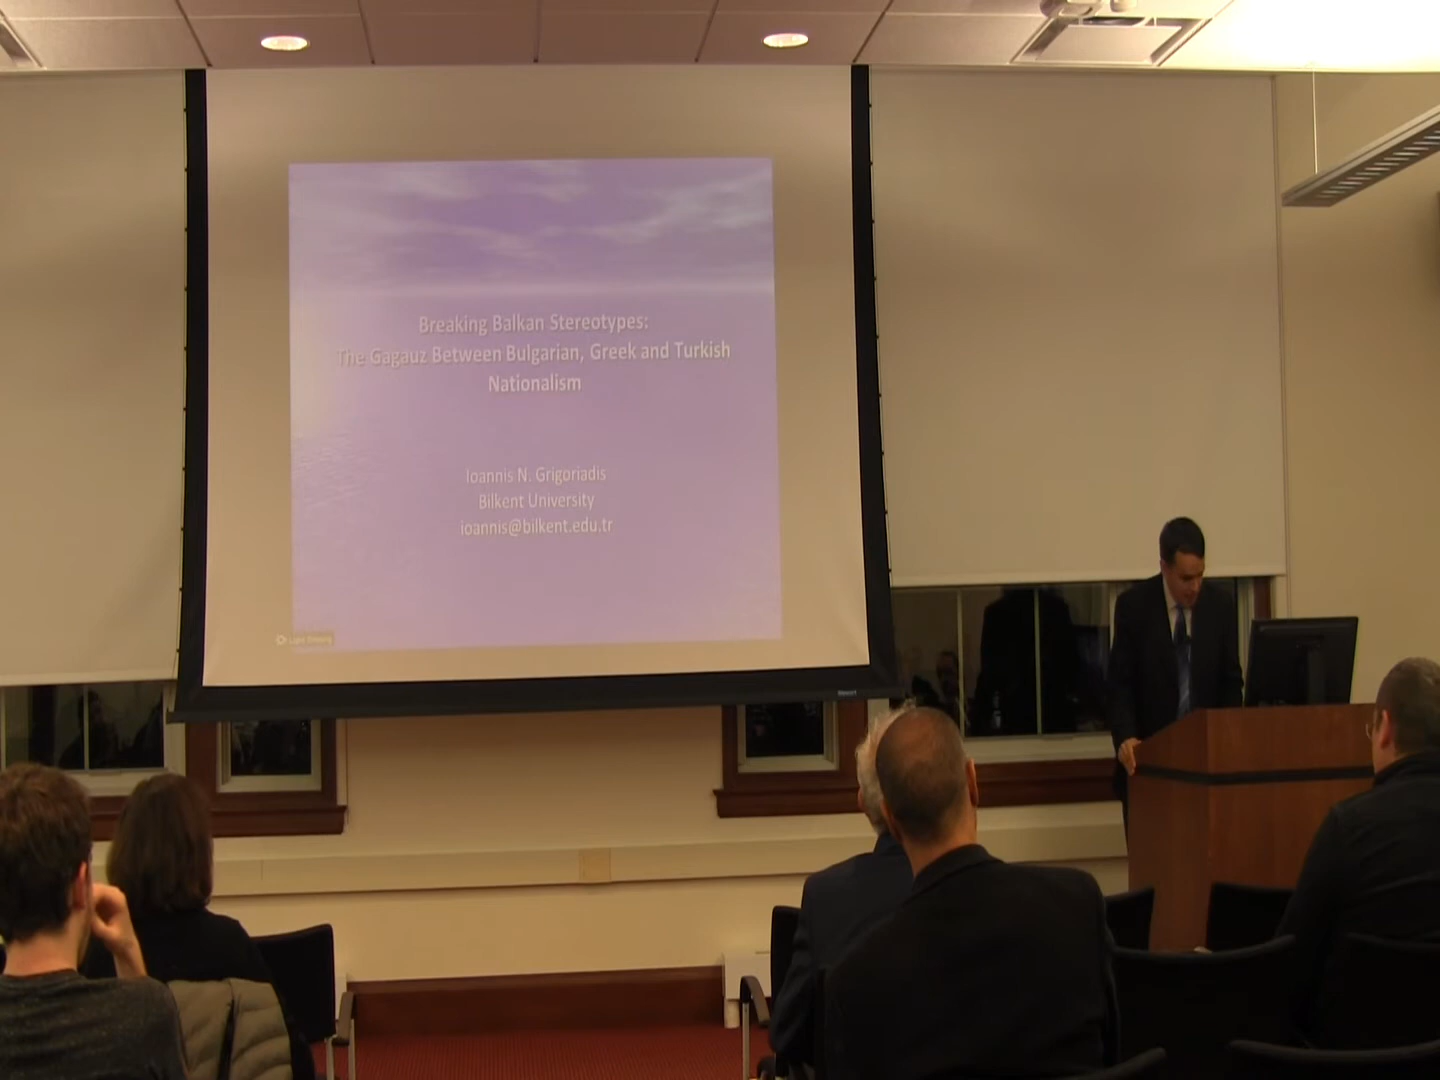 Breaking Balkan Stereotypes:
The Gagauz Between Bulgarian, Greek and Turkish
Nationalism
Ioannis N. Grigoriadis
Bilkent University
ioannis@bilkent.edu.tr
Stewart